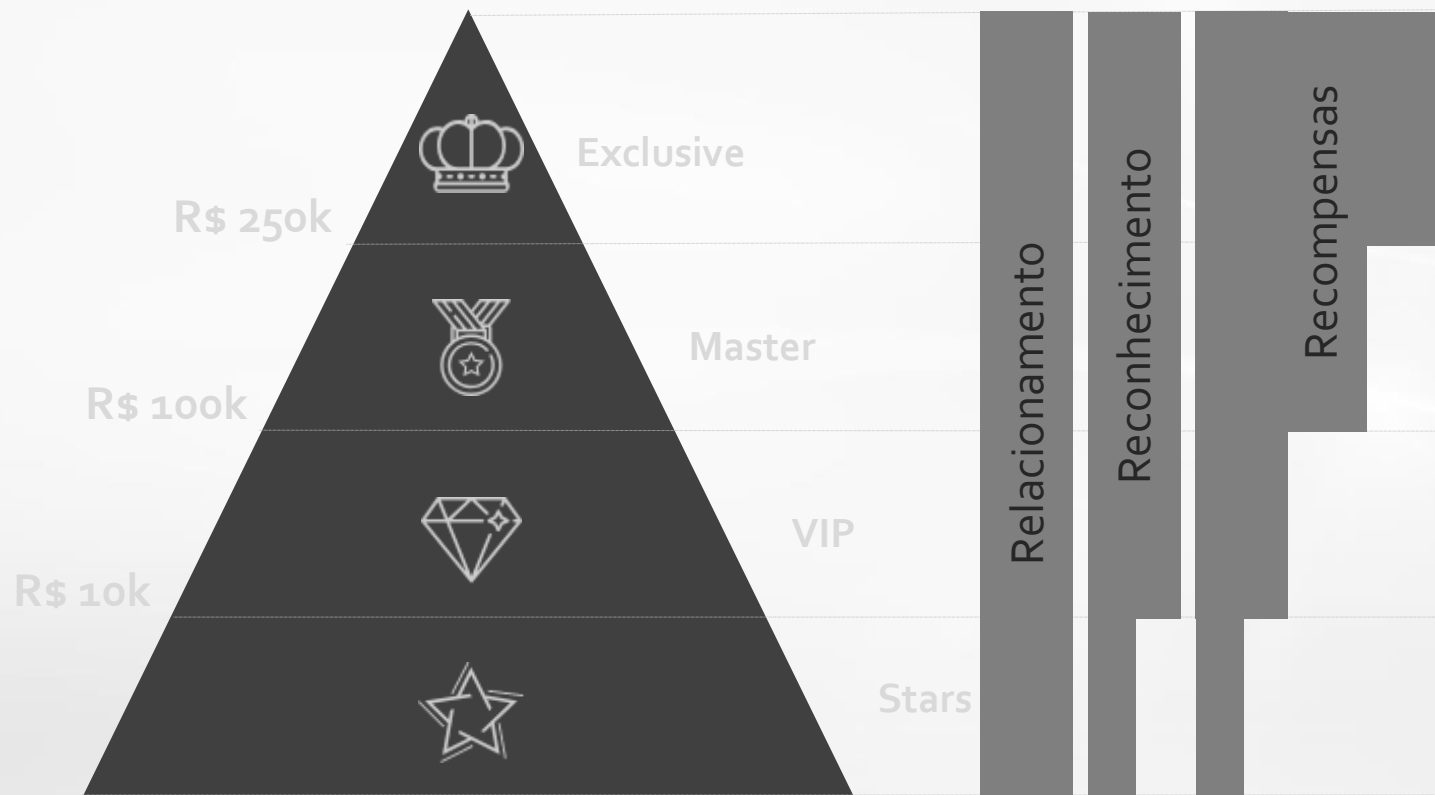 Exclusive
R$ 250k
Master
R$ 100k
VIP
R$ 10k
Stars
Relacionamento
Reconhecimento
Recompensas